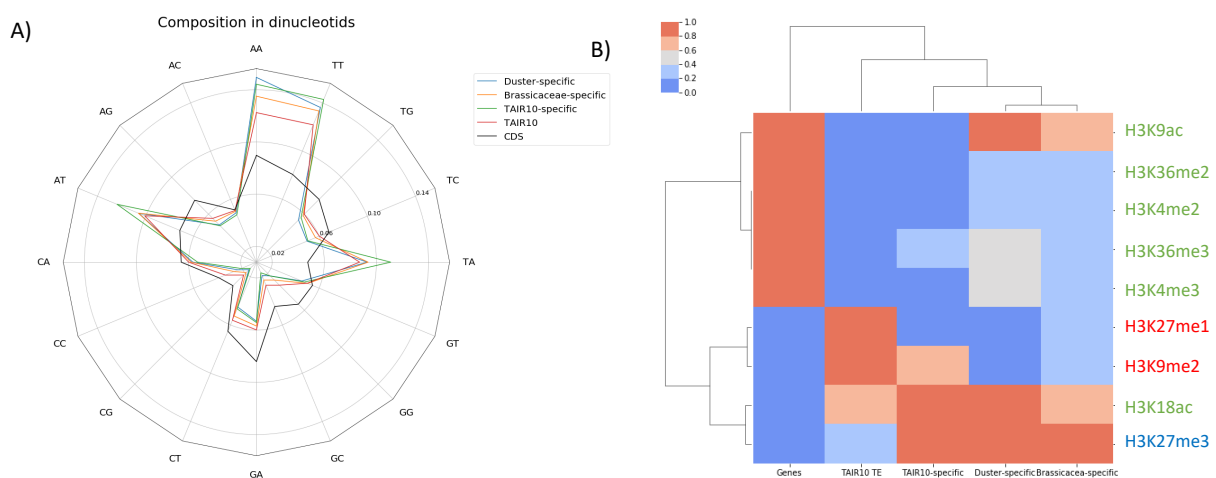 A)
Composition in dinucleotids
AA
TT
TG
TC
TA
GT
GG
GC
GA
CT
CG
CC
CA
AT
AG
AC
0.02
0.06
0.10
0.14
Duster-specific
Brassicaceae-specific
TAIR10-specific
TAIR10
CDS
B)
1.0
0.8
0.6
0.4
0.2
0.0
H3K9ac
H3K36me2
H3K4me2
H3K36me3
H3K4me3
H3K27me1
H3K9me2
H3K18ac
H3K27me3
Genes
TAIR10 TE
TAIR10-specific
Duster-specific
Brassicacea-specific